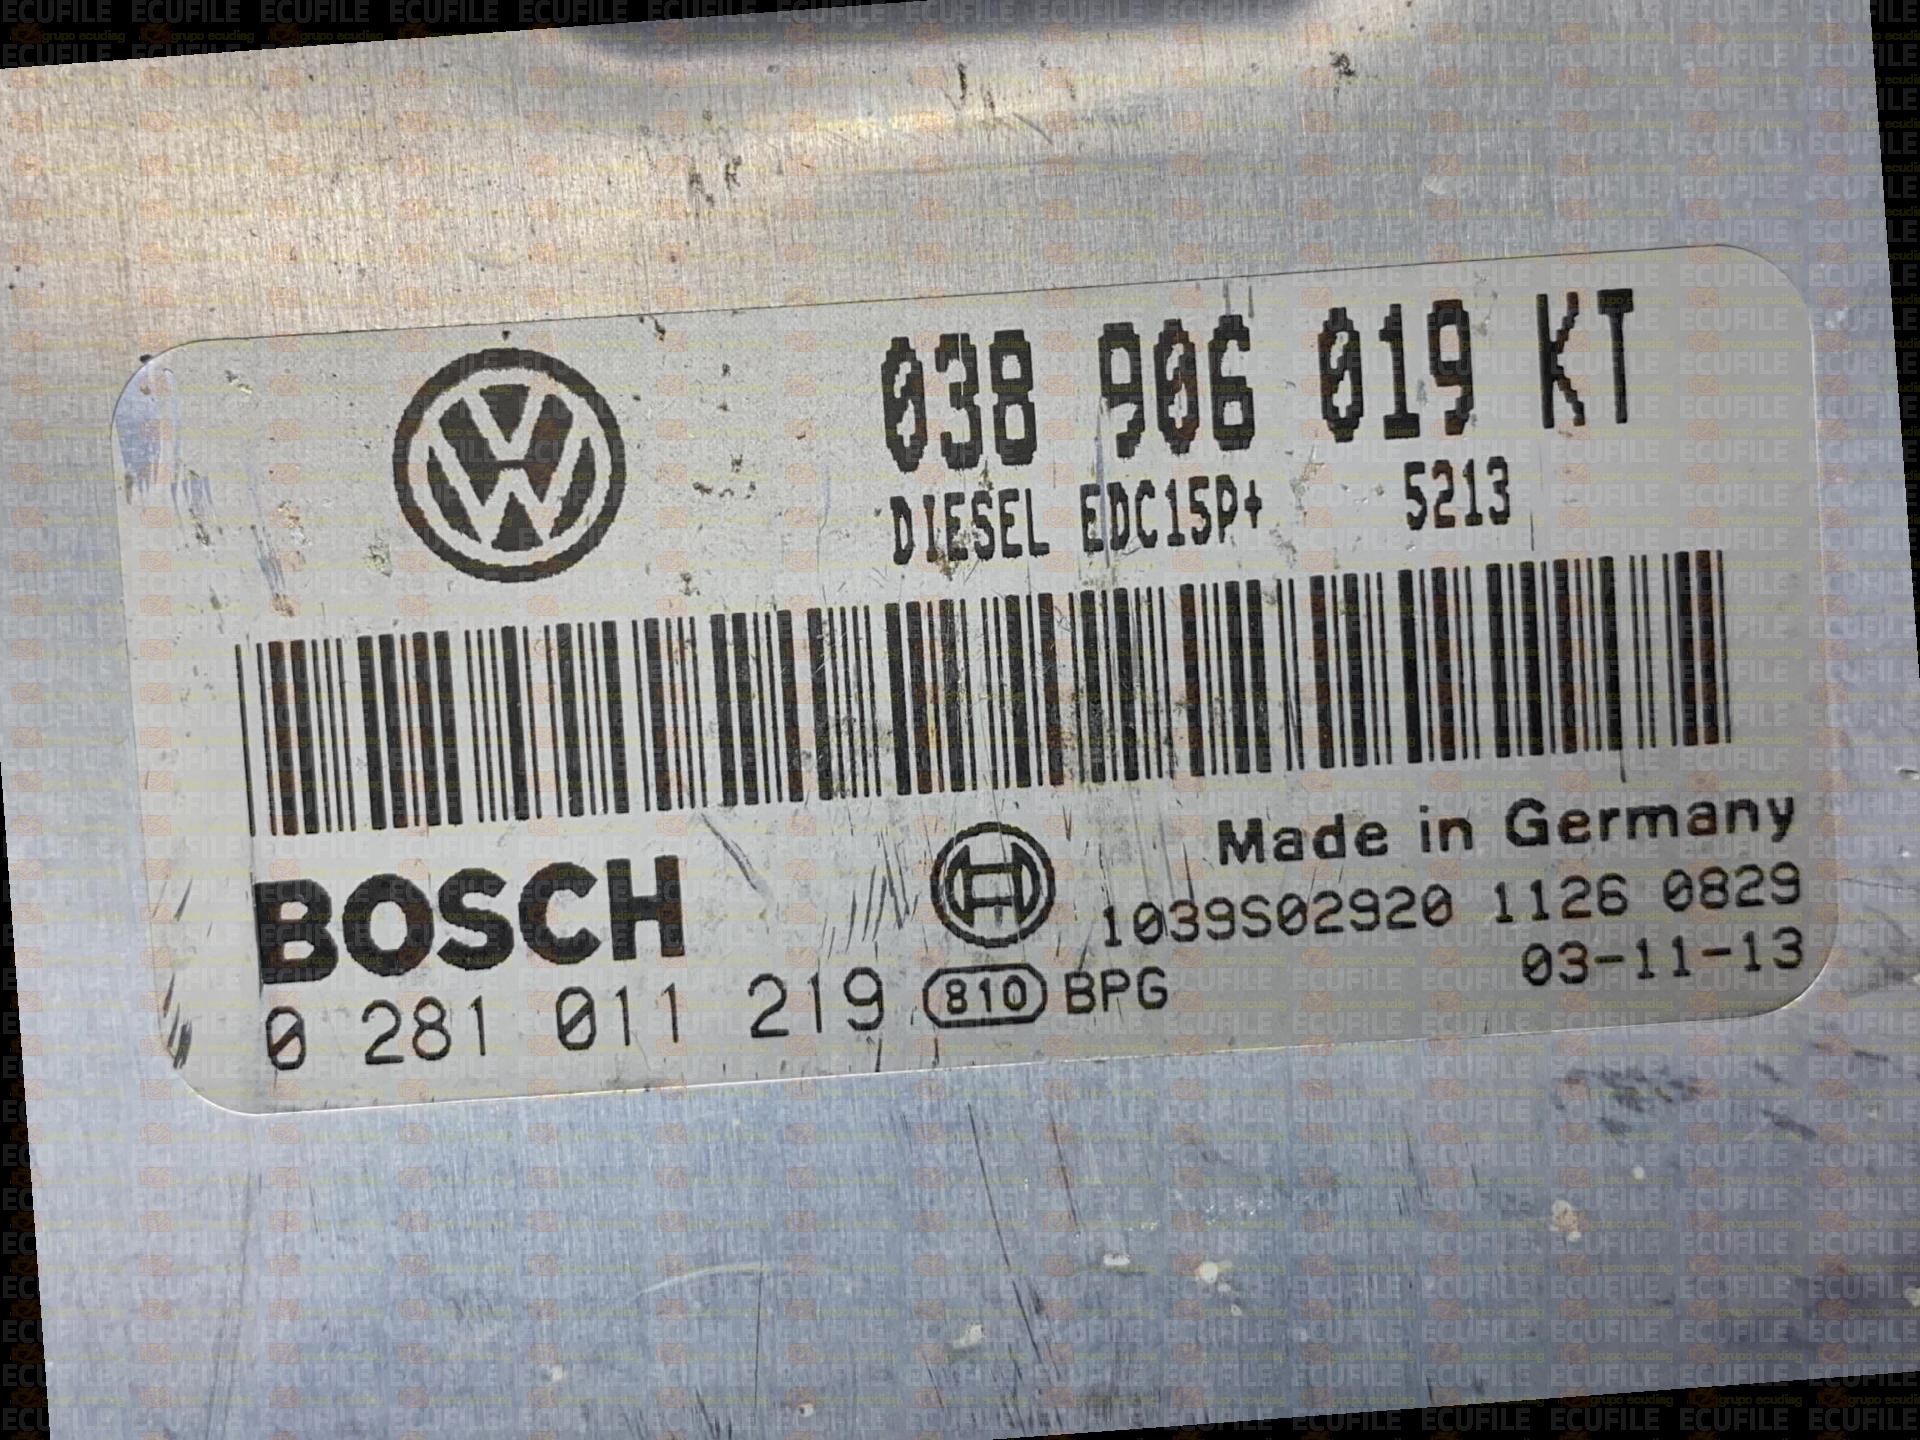 038 906 019 KT
DIESEL EDC15P+ 5213
Made in Germany
BOSCH
1039S02920 1126 0829
03-11-13
0 281 011 219 810 BPG